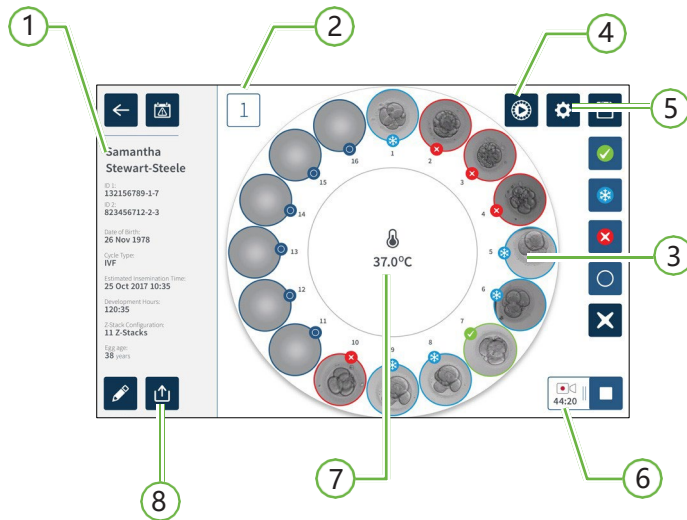 1
2
4
5
1
Samantha
Stewart-Steele
ID 1:
132156789-1-7
ID 2:
823456712-2-3
Date of Birth:
26 Nov 1978
Cycle Type:
IVF
Estimated Insemination Time:
25 Oct 2017 10:35
Development Hours:
120:35
Z-Stack Configuration:
11 Z-Stacks
Egg age:
38 years
1
2
3
4
5
6
7
8
9
10
11
12
13
14
15
16
37.0°C
3
44:20
8
7
6